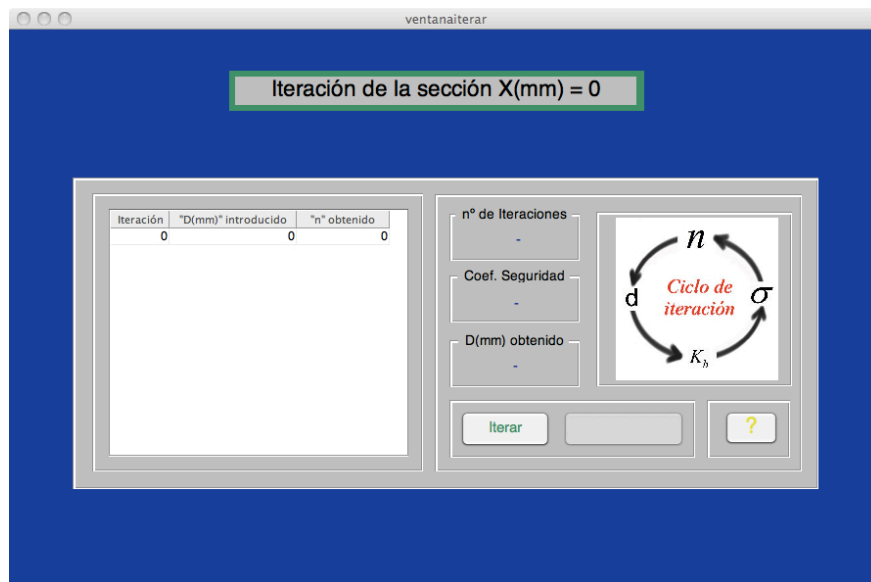 ventanaiterar
Iteración de la sección X(mm) = 0
Iteración "D(mm)" introducido "n" obtenido
0 0 0
nº de Iteraciones
-
Coef. Seguridad
-
D(mm) obtenido
-
n
d
Ciclo de
iteración
σ
K_b
Iterar
?